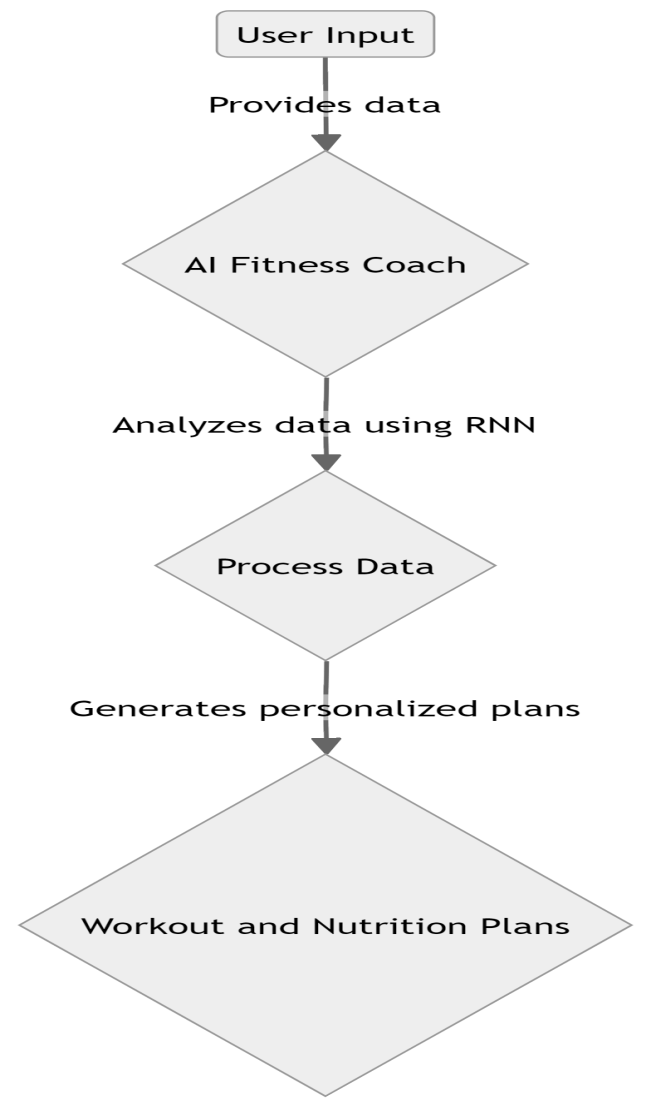 User Input
Provides data
AI Fitness Coach
Analyzes data using RNN
Process Data
Generates personalized plans
Workout and Nutrition Plans